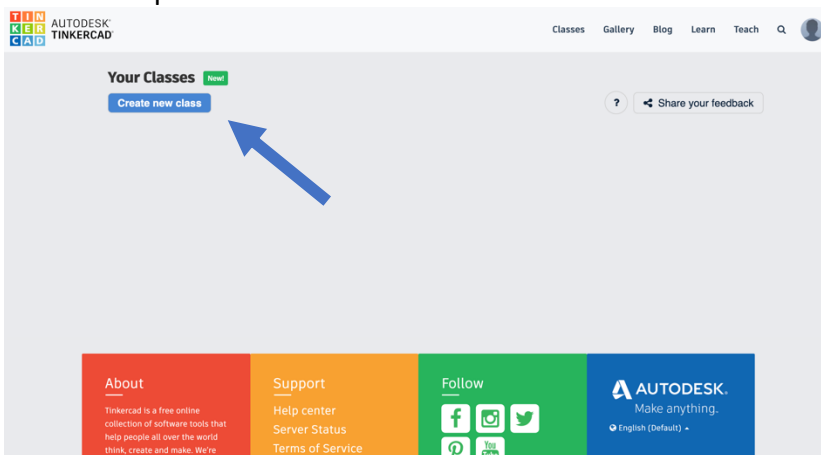 TIN
KER
CAD
AUTODESK®
TINKERCAD®
Classes Gallery Blog Learn Teach
Your Classes New!
Create new class
? Share your feedback
About
Tinkercad is a free online
collection of software tools that
help people all over the world
think, create and make. We're
Support
Help center
Server Status
Terms of Service
Follow
You
AUTODESK.
Make anything.
English (Default)